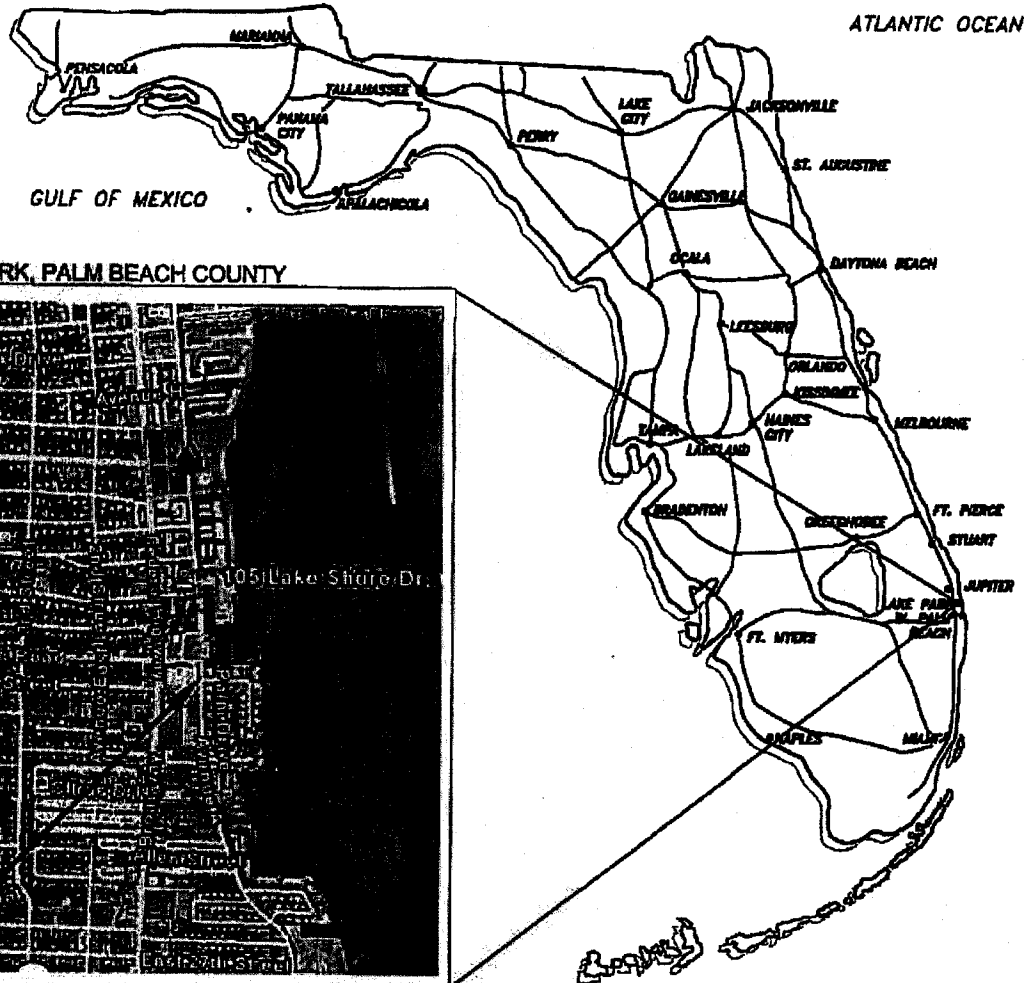 ATLANTIC OCEAN
MARIANNA
PENSACOLA
TALLAHASSEE
LAKE
CITY
JACKSONVILLE
PANAMA
CITY
PERRY
ST. AUGUSTINE
GULF OF MEXICO
APALACHICOLA
GAINESVILLE
OCALA
DAYTONA BEACH
RK, PALM BEACH COUNTY
LEESBURG
ORLANDO
KISSIMMEE
HAINES
CITY
MELBOURNE
TAMPA
LAKELAND
BRADENTON
FT. PIERCE
STUART
105 Lake Shore Dr.
JUPITER
LAKE PARK
W. PALM
BEACH
FT. MYERS
NAPLES
MIAMI